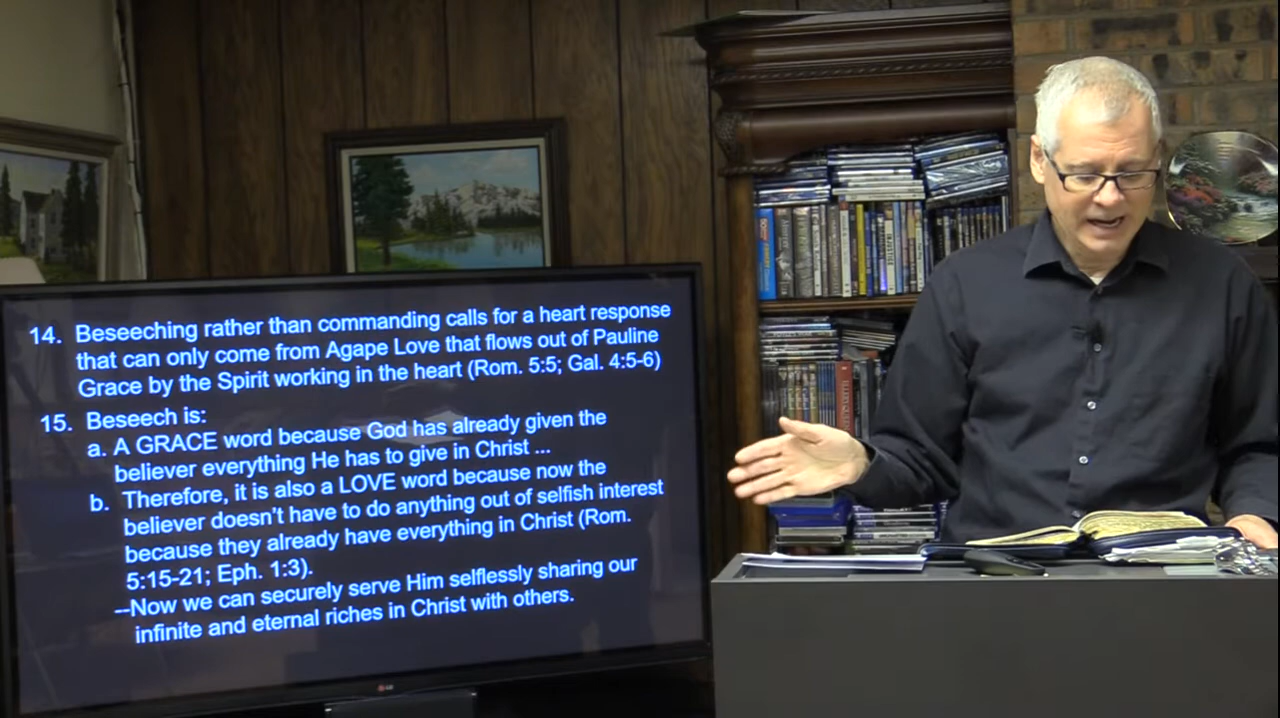 14. Beseeching rather than commanding calls for a heart response
that can only come from Agape Love that flows out of Pauline
Grace by the Spirit working in the heart (Rom. 5:5; Gal. 4:5-6)
15. Beseech is:
a. A GRACE word because God has already given the
believer everything He has to give in Christ ...
b. Therefore, it is also a LOVE word because now the
believer doesn't have to do anything out of selfish interest
because they already have everything in Christ (Rom.
5:15-21; Eph. 1:3).
--Now we can securely serve Him selflessly sharing our
infinite and eternal riches in Christ with others.
LG